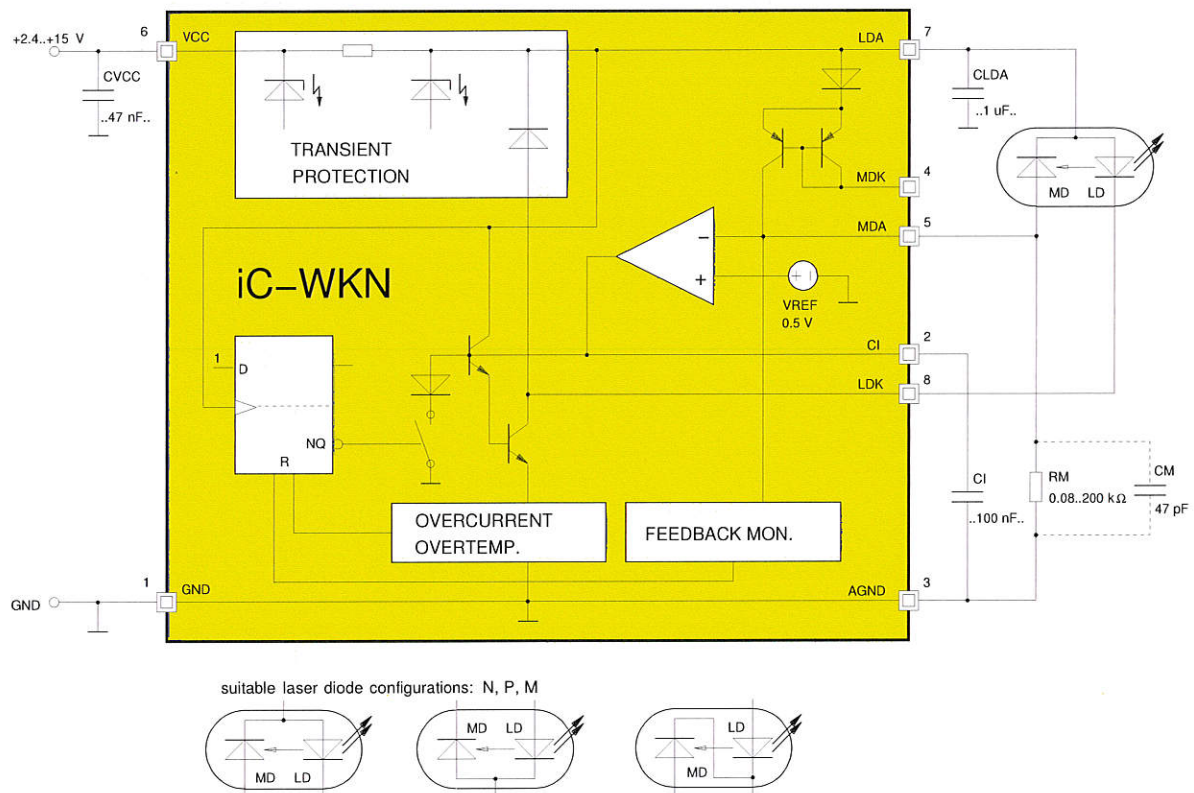 6
VCC
LDA
7
+2.4..+15 V
CVCC
..47 nF..
CLDA
..1 uF..
TRANSIENT
PROTECTION
MDK
4
MD
LD
MDA
5
−
+
iC–WKN
+ –
VREF
0.5 V
CI
2
1
D
LDK
8
NQ
R
RM
0.08..200 kΩ
CM
47 pF
CI
..100 nF..
OVERCURRENT
OVERTEMP.
FEEDBACK MON.
1
GND
AGND
3
GND
suitable laser diode configurations: N, P, M
MD LD
MD LD
LD
MD